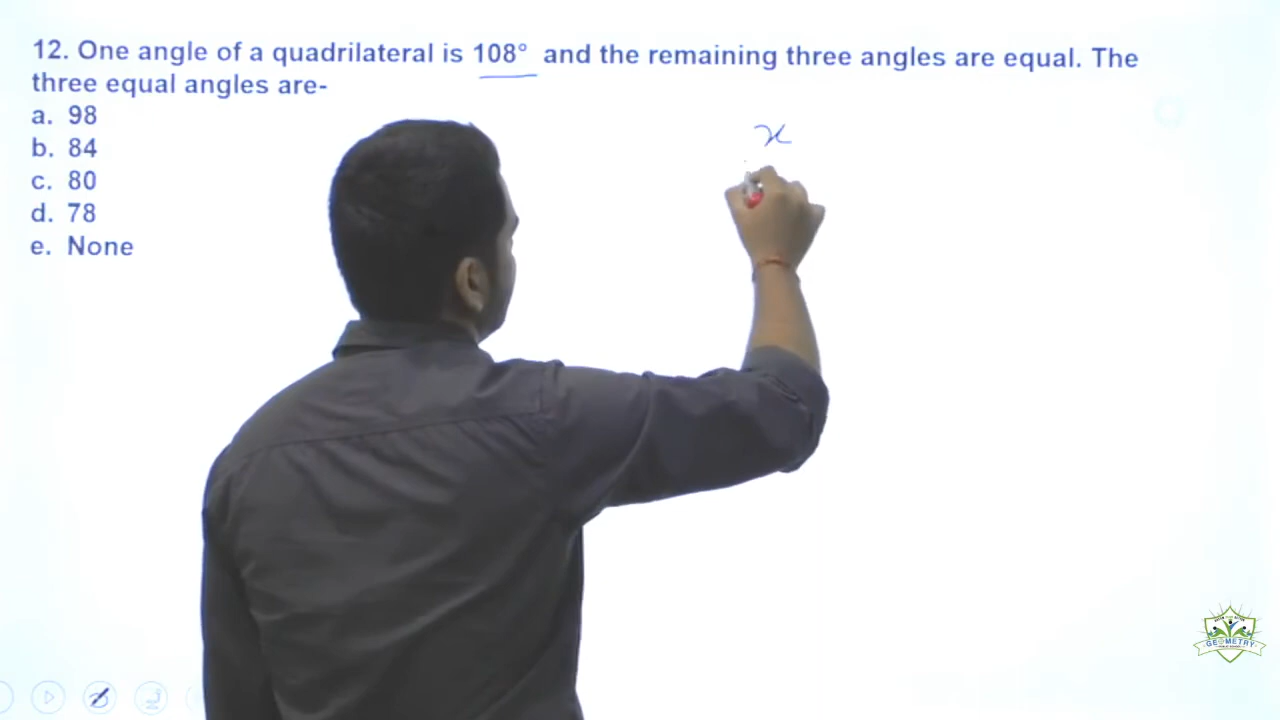 12. One angle of a quadrilateral is 108° and the remaining three angles are equal. The
three equal angles are-
a. 98
b. 84
c. 80
d. 78
e. None
x
GEOMETRY